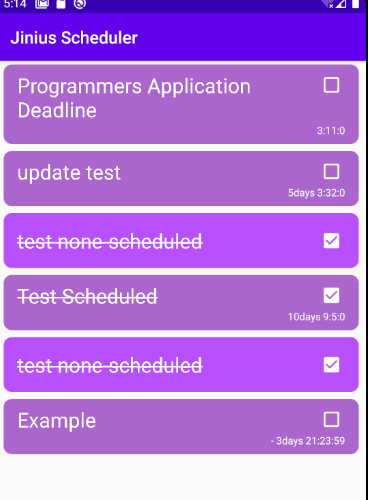 5:14
Jinius Scheduler
Programmers Application
Deadline
3:11:0
update test
5days 3:32:0
test none scheduled
Test Scheduled
10days 9:5:0
test none scheduled
Example
- 3days 21:23:59